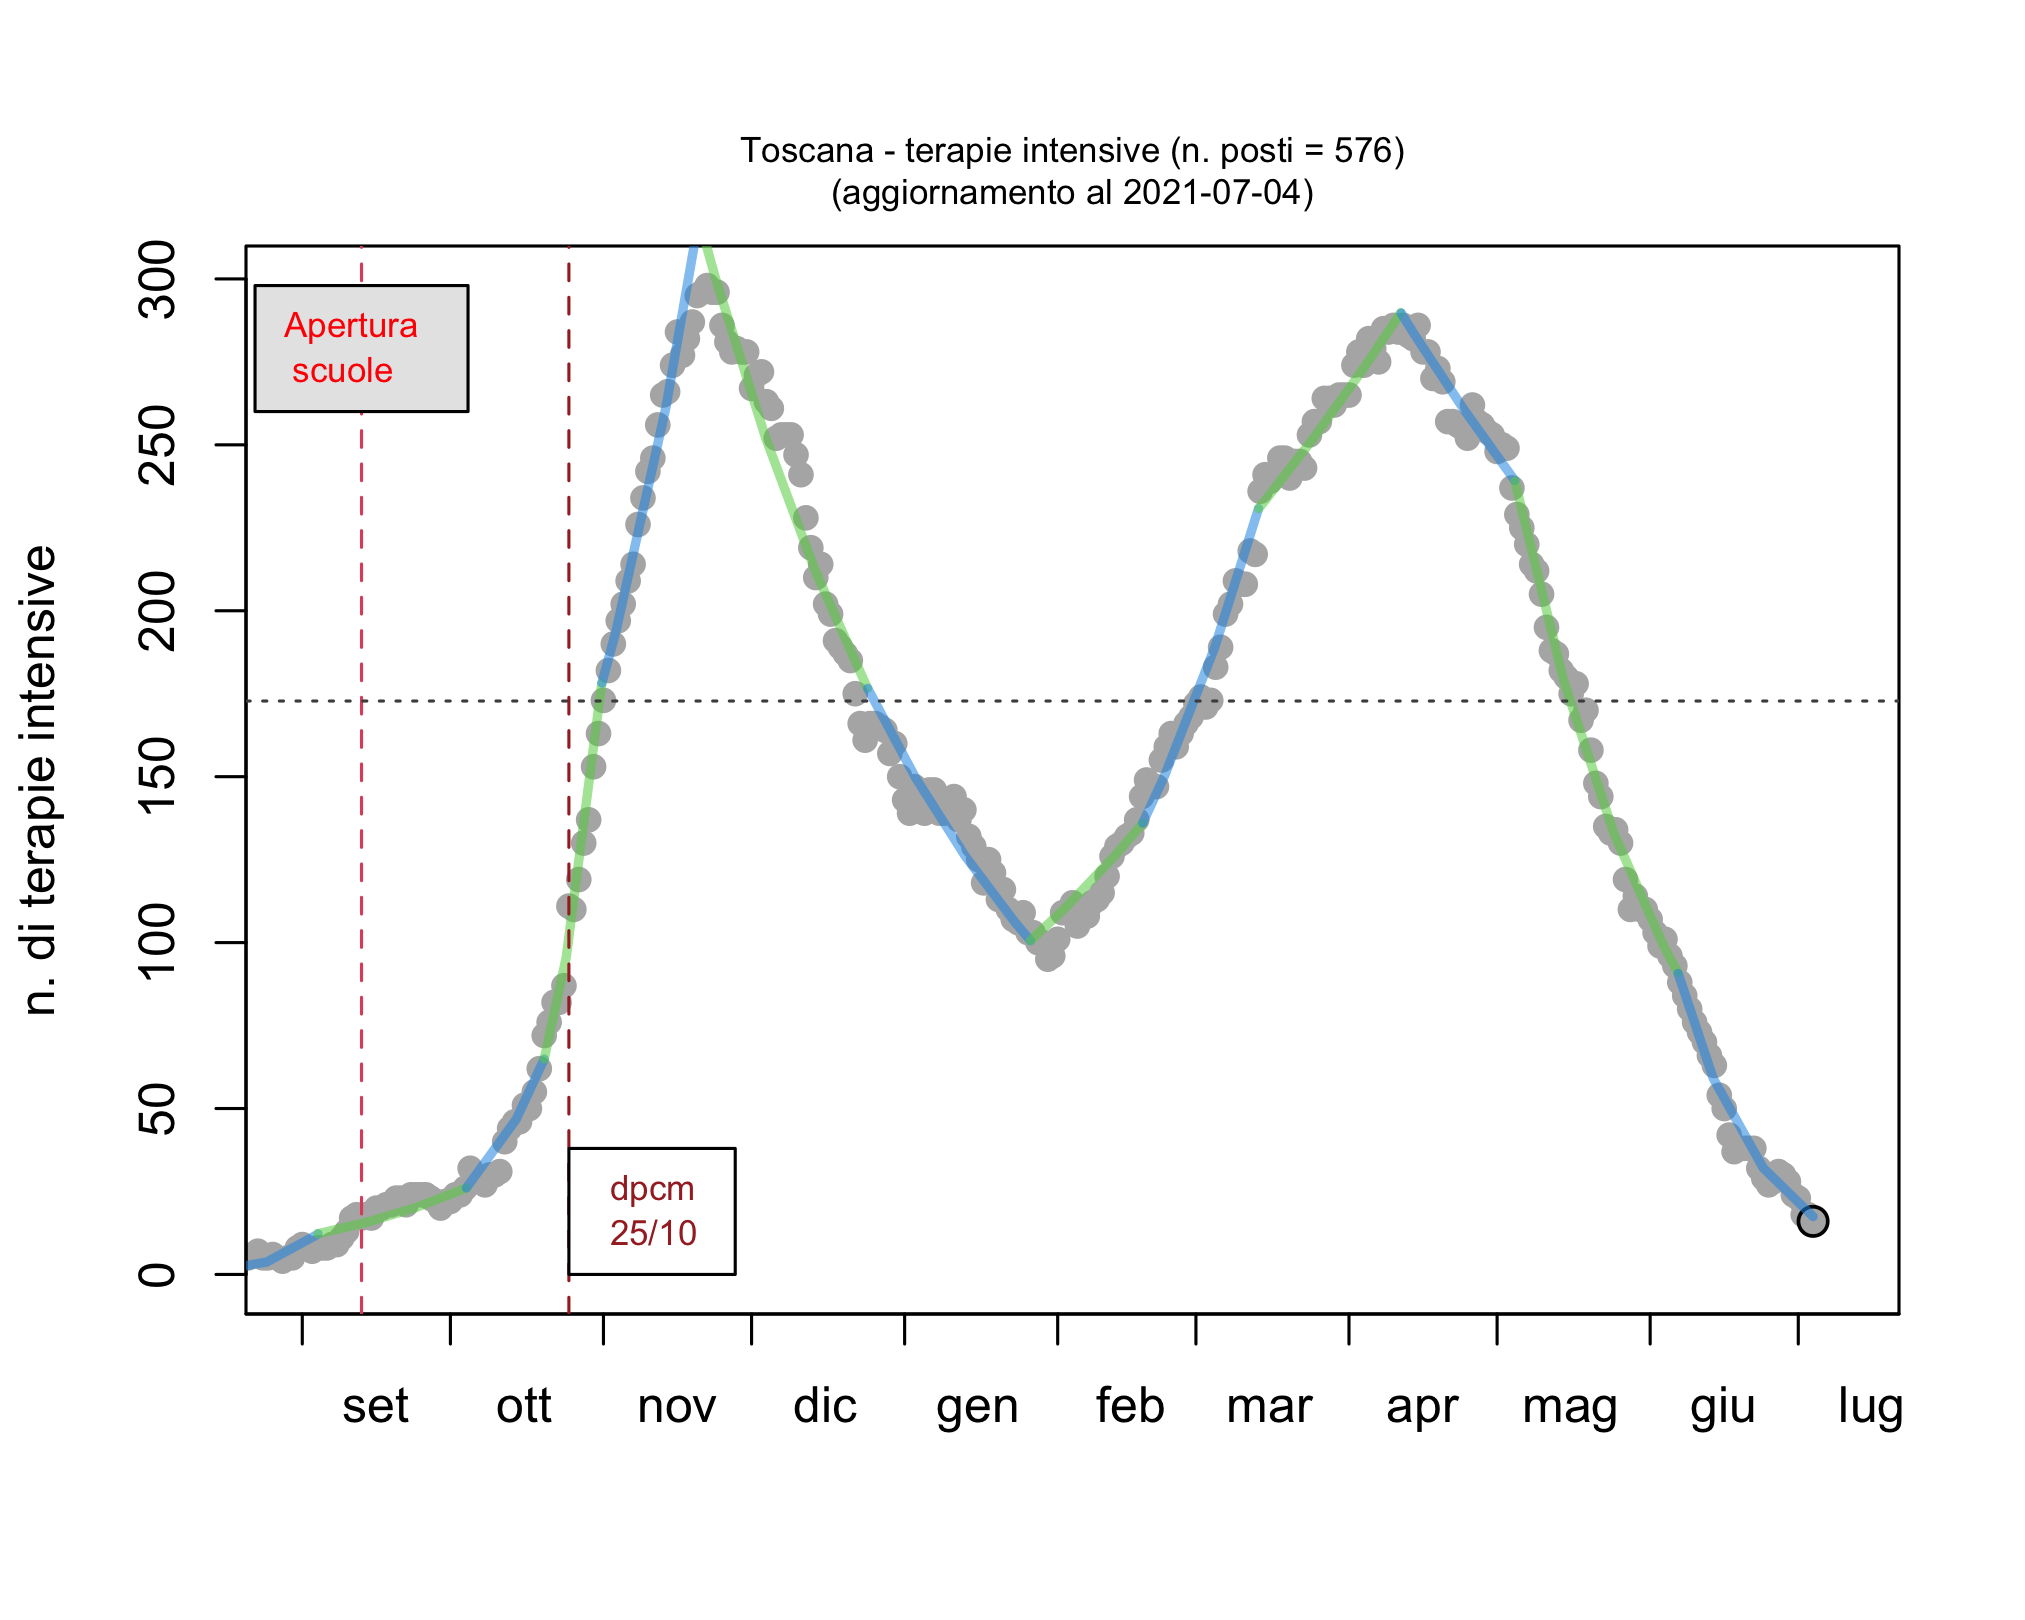 Toscana - terapie intensive (n. posti = 576)
(aggiornamento al 2021-07-04)
n. di terapie intensive
300
250
200
150
100
50
0
Apertura
scuole
dpcm
25/10
set ott nov dic gen feb mar apr mag giu lug